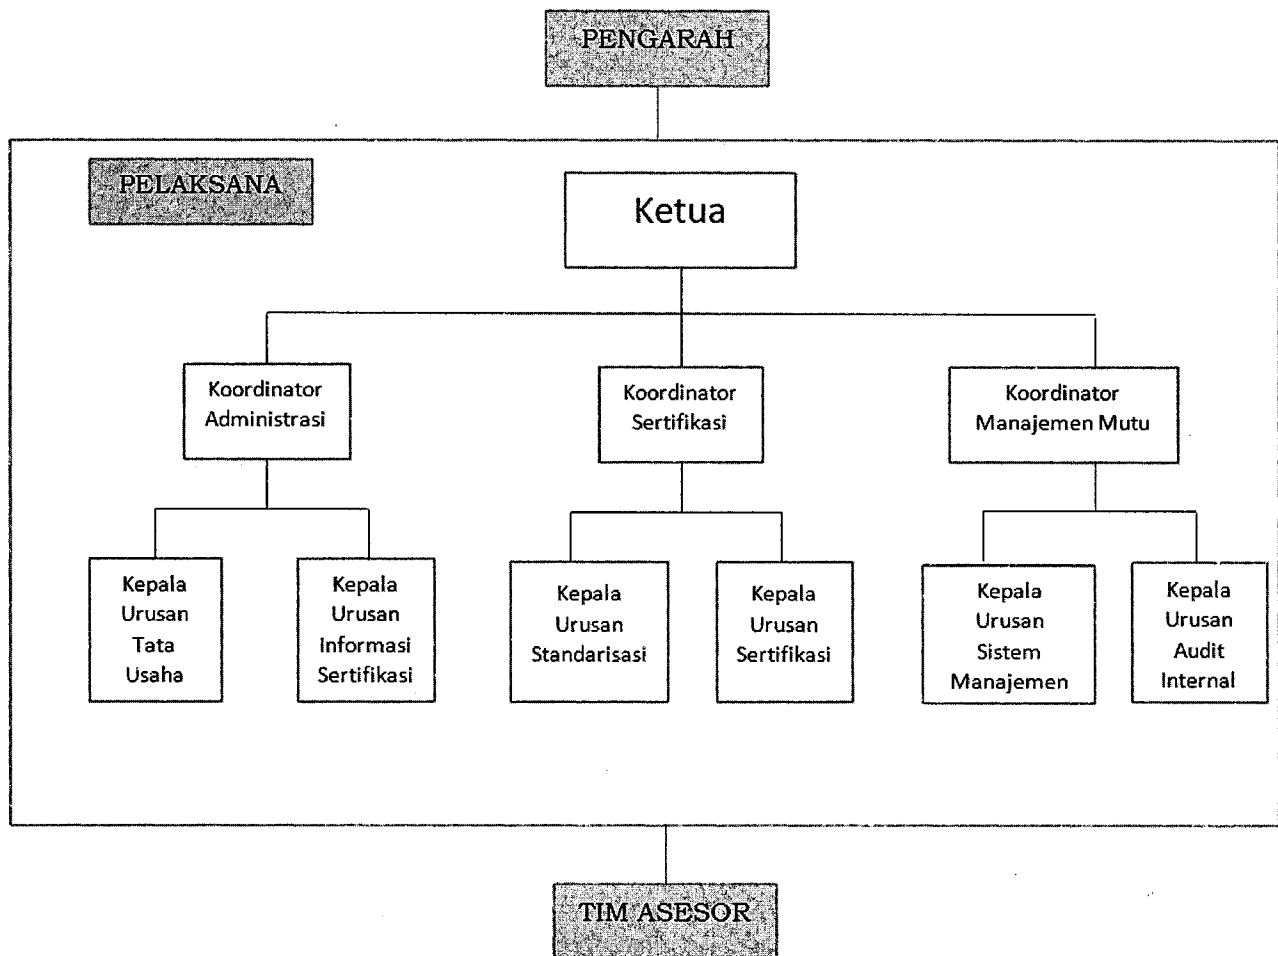 PENGARAH
PELAKSANA
Ketua
Koordinator
Administrasi
Koordinator
Sertifikasi
Koordinator
Manajemen Mutu
Kepala
Urusan
Tata
Usaha
Kepala
Urusan
Informasi
Sertifikasi
Kepala
Urusan
Standarisasi
Kepala
Urusan
Sertifikasi
Kepala
Urusan
Sistem
Manajemen
Kepala
Urusan
Audit
Internal
TIM ASESOR